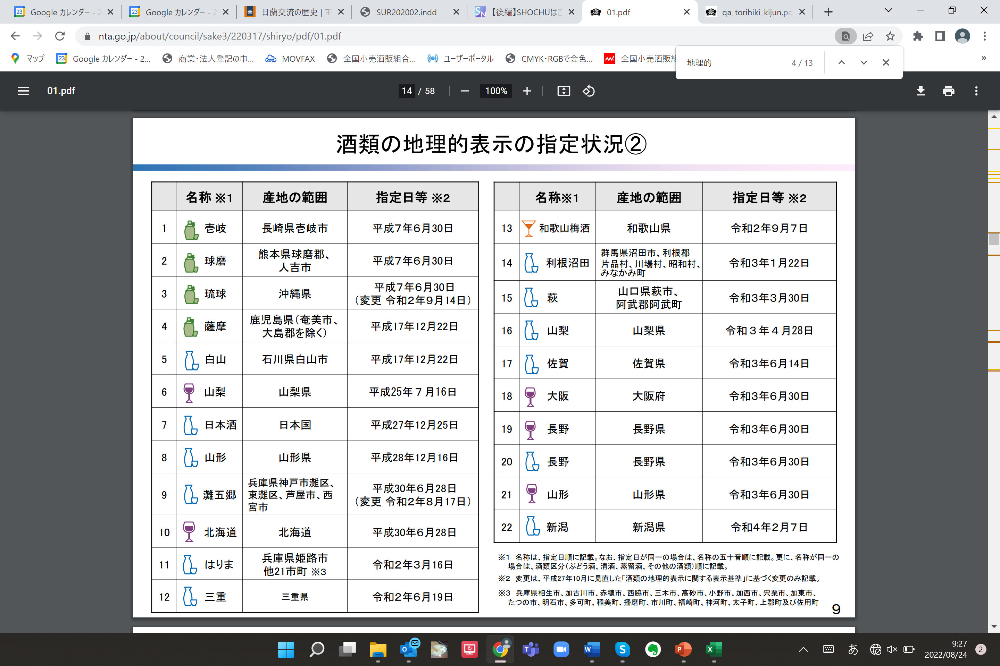 Google カレンダー - 2
Google カレンダー - 2
日蘭交流の歴史 | 王
SUR202002.indd
【後編】SHOCHUはこ
01.pdf
qa_torihiki_kijun.pd
nta.go.jp/about/council/sake3/220317/shiryo/pdf/01.pdf
マップ
Google カレンダー - 2...
商業・法人登記の申...
MOVFAX
全国小売酒販組合...
ユーザーポータル
CMYK・RGBで金色...
全国小売酒販組
»
地理的
4 / 13
01.pdf
14 / 58
100%
酒類の地理的表示の指定状況②
名称 ※1 産地の範囲 指定日等 ※2
1 壱岐 長崎県壱岐市 平成7年6月30日
2 球磨 熊本県球磨郡、
人吉市 平成7年6月30日
3 琉球 沖縄県 平成7年6月30日
（変更 令和2年9月14日）
4 薩摩 鹿児島県（奄美市、
大島郡を除く） 平成17年12月22日
5 白山 石川県白山市 平成17年12月22日
6 山梨 山梨県 平成25年7月16日
7 日本酒 日本国 平成27年12月25日
8 山形 山形県 平成28年12月16日
9 灘五郷 兵庫県神戸市灘区、
東灘区、芦屋市、西
宮市 平成30年6月28日
（変更 令和2年8月17日）
10 北海道 北海道 平成30年6月28日
11 はりま 兵庫県姫路市
他21市町 ※3 令和2年3月16日
12 三重 三重県 令和2年6月19日
名称※1 産地の範囲 指定日等 ※2
13 和歌山梅酒 和歌山県 令和2年9月7日
14 利根沼田 群馬県沼田市、利根郡
片品村、川場村、昭和村、
みなかみ町 令和3年1月22日
15 萩 山口県萩市、
阿武郡阿武町 令和3年3月30日
16 山梨 山梨県 令和3年4月28日
17 佐賀 佐賀県 令和3年6月14日
18 大阪 大阪府 令和3年6月30日
19 長野 長野県 令和3年6月30日
20 長野 長野県 令和3年6月30日
21 山形 山形県 令和3年6月30日
22 新潟 新潟県 令和4年2月7日
※1 名称は、指定日順に記載。なお、指定日が同一の場合は、名称の五十音順に記載。更に、名称が同一の
場合は、酒類区分（ぶどう酒、清酒、蒸留酒、その他の酒類）順に記載。
※2 変更は、平成27年10月に見直した「酒類の地理的表示に関する表示基準」に基づく変更のみ記載。
※3 兵庫県相生市、加古川市、赤穂市、西脇市、三木市、高砂市、小野市、加西市、宍粟市、加東市、
たつの市、明石市、多可町、稲美町、播磨町、市川町、福崎町、神河町、太子町、上郡町及び佐用町
9
あ
9:27
2022/08/24
2